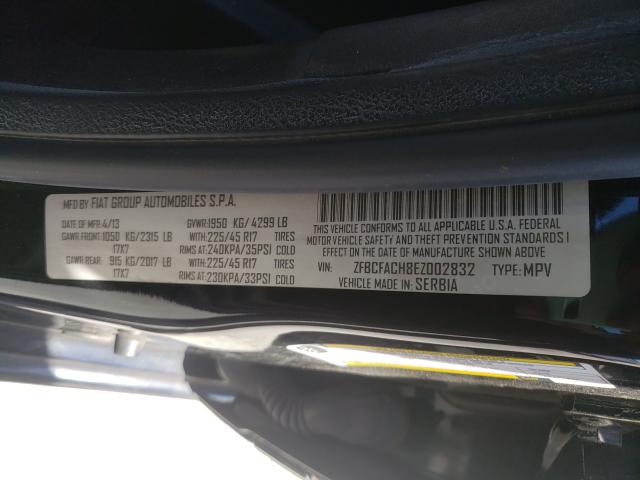 MFD BY FIAT GROUP AUTOMOBILES S.P.A.
DATE OF MFR: 4/13 GVWR:1950 KG/ 4299 LB
GAWR FRONT:1050 KG/2315 LB WITH:225/45 R17 TIRES
17X7 RIMS AT: 240KPA/35PSI COLD
GAWR REAR: 915 KG/2017 LB WITH:225/45 R17 TIRES
17X7 RIMS AT: 230KPA/33PSI COLD
THIS VEHICLE CONFORMS TO ALL APPLICABLE U.S.A. FEDERAL
MOTOR VEHICLE SAFETY AND THEFT PREVENTION STANDARDS I
EFFECT ON THE DATE OF MANUFACTURE SHOWN ABOVE.
VIN: ZFBCFACH8EZ002832 TYPE: MPV
VEHICLE MADE IN: SERBIA